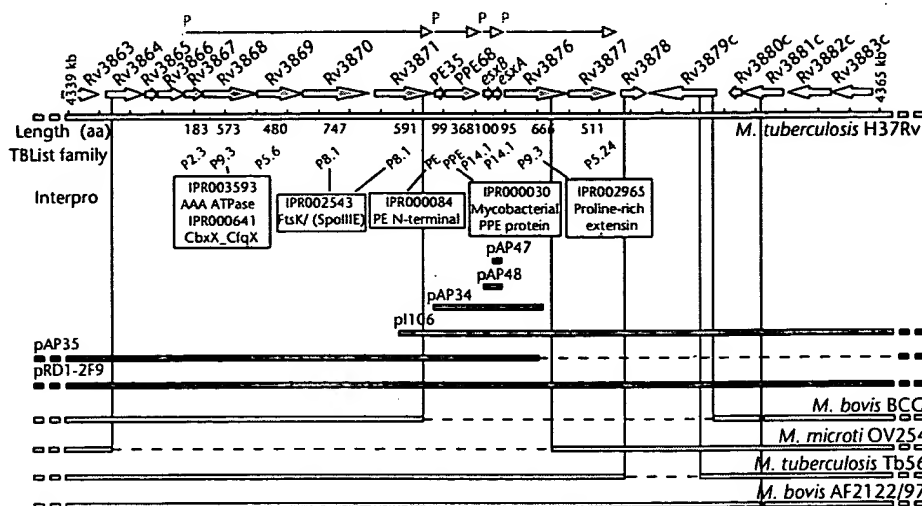 P P P P
Rv3863 Rv3864 Rv3865 Rv3866 Rv3867 Rv3868 Rv3869 Rv3870 Rv3871 PE35 PPE68 esxB esxA Rv3876 Rv3877 Rv3878 Rv3879c Rv3880c Rv3881c Rv3882c Rv3883c
4339 kb 4365 kb
Length (aa) 183 573 480 747 591 99 368 100 95 666 511 M. tuberculosis H37Rv
TBList family P2.3 P9.3 P5.6 P8.1 P8.1 PE PPE P14.1 P14.1 P9.3 P5.24
Interpro
IPR003593
AAA ATPase
IPR000641
CbxX_CfqX
IPR002543
FtsK/ (SpoIIIE)
IPR000084
PE N-terminal
IPR000030
Mycobacterial
PPE protein
IPR002965
Proline-rich
extensin
pAP47
pAP48
pAP34
pI106
pAP35
pRD1-2F9
M. bovis BCG
M. microti OV254
M. tuberculosis Tb56
M. bovis AF2122/97